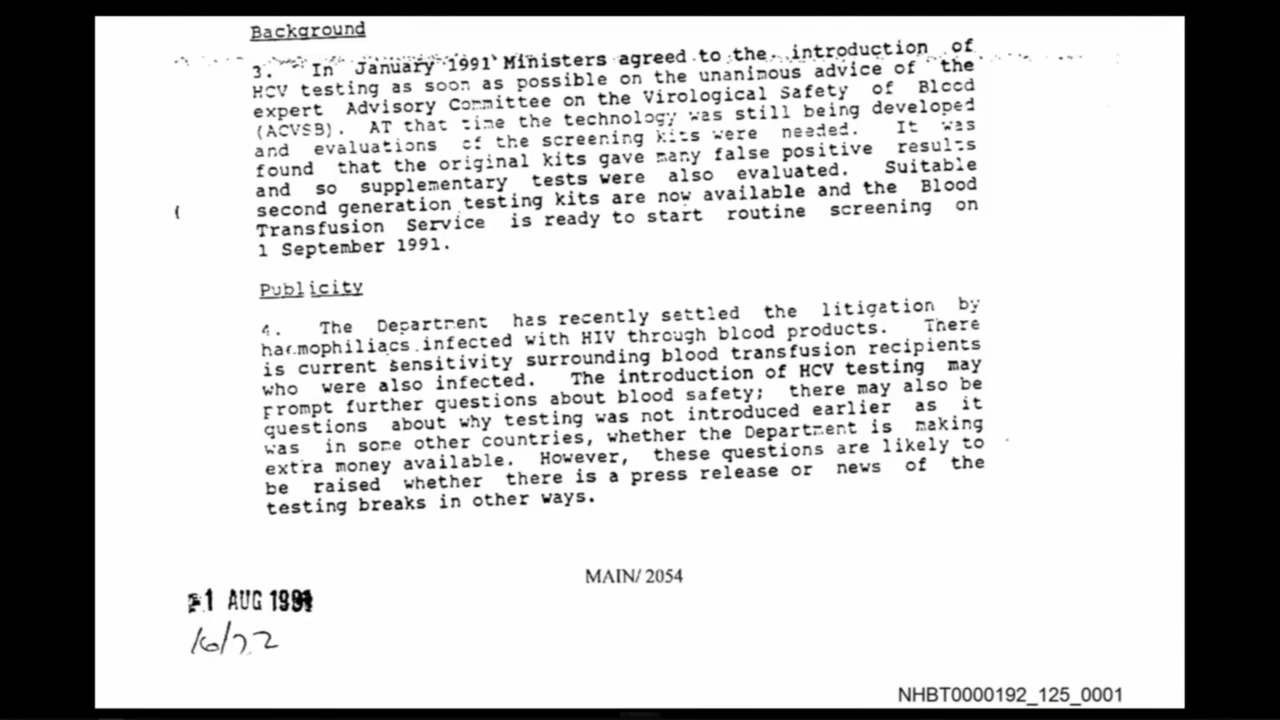 Background
3. In January 1991 Ministers agreed to the introduction of
HCV testing as soon as possible on the unanimous advice of the
expert Advisory Committee on the Virological Safety of Blood
(ACVSB). AT that time the technology was still being developed
and evaluations of the screening kits were needed. It was
found that the original kits gave many false positive results
and so supplementary tests were also evaluated. Suitable
second generation testing kits are now available and the Blood
Transfusion Service is ready to start routine screening on
1 September 1991.
Publicity
4. The Department has recently settled the litigation by
haemophiliacs infected with HIV through blood products. There
is current sensitivity surrounding blood transfusion recipients
who were also infected. The introduction of HCV testing may
prompt further questions about blood safety; there may also be
questions about why testing was not introduced earlier as it
was in some other countries, whether the Department is making
extra money available. However, these questions are likely to
be raised whether there is a press release or news of the
testing breaks in other ways.
MAIN/ 2054
1 AUG 1991
16/22
NHBT0000192_125_0001